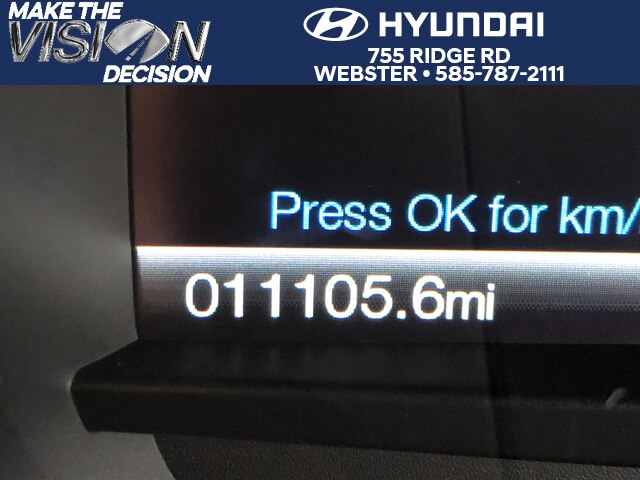 MAKE THE
VISION
DECISION
HYUNDAI
755 RIDGE RD
WEBSTER • 585-787-2111
Press OK for km/
011105.6mi